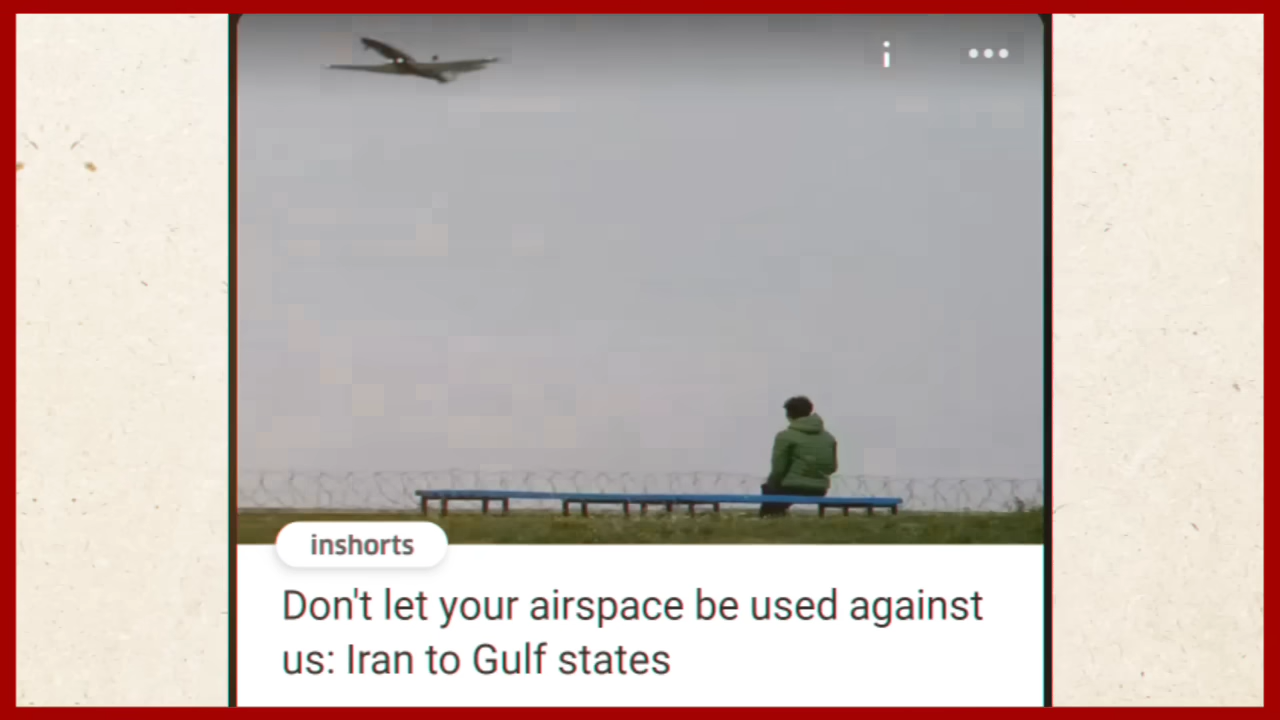 inshorts
Don't let your airspace be used against
us: Iran to Gulf states